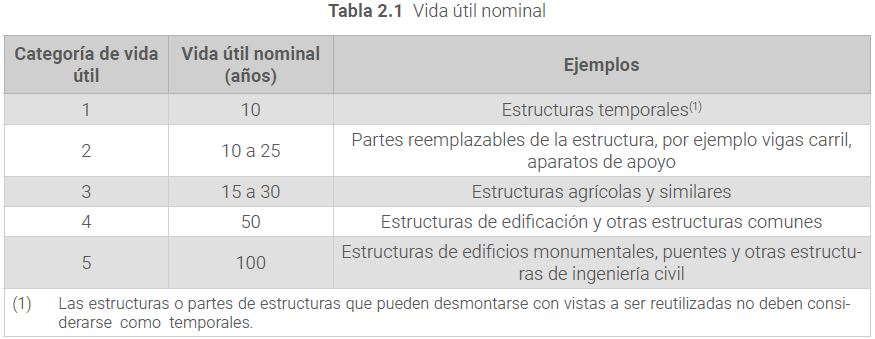 Tabla 2.1 Vida útil nominal
Categoría de vida útil Vida útil nominal (años) Ejemplos
1 10 Estructuras temporales(1)
2 10 a 25 Partes reemplazables de la estructura, por ejemplo vigas carril,
aparatos de apoyo
3 15 a 30 Estructuras agrícolas y similares
4 50 Estructuras de edificación y otras estructuras comunes
5 100 Estructuras de edificios monumentales, puentes y otras estructu-
ras de ingeniería civil
(1) Las estructuras o partes de estructuras que pueden desmontarse con vistas a ser reutilizadas no deben consi-
derarse como temporales.